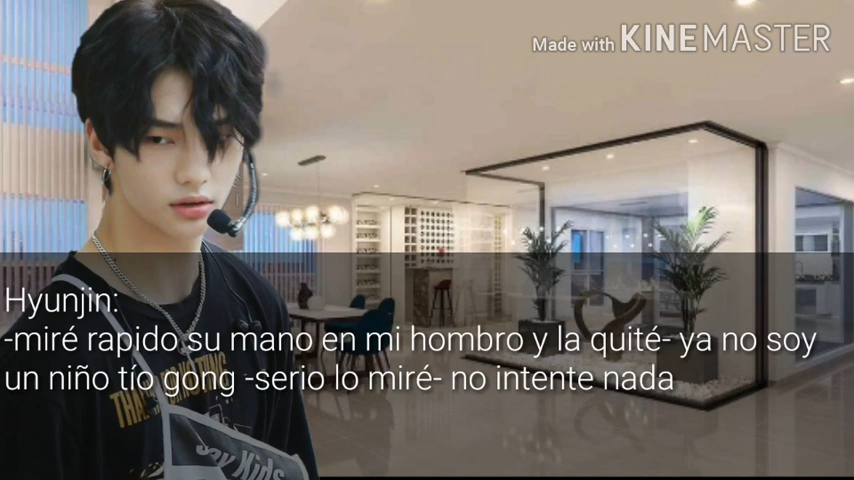 Made with KINEMASTER
Hyunjin:
-miré rapido su mano en mi hombro y la quité- ya no soy
un niño tío gong -serio lo miré- no intente nada